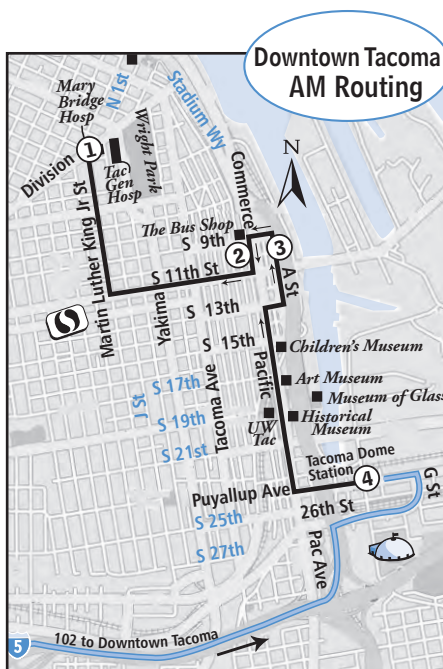 Downtown Tacoma
AM Routing
Mary
Bridge
Hosp
N 1st
Stadium Wy
Wright Park
Division
1
Tac
Gen
Hosp
Commerce
N
The Bus Shop
S 9th
2
3
A St
S 11th St
Martin Luther King Jr St
Yakima
S 13th
S 15th
Pacific
Children's Museum
Tacoma Ave
J St
S 17th
Art Museum
Museum of Glass
S 19th
UW
Tac
Historical
Museum
S 21st
Tacoma Dome
Station
4
G St
Puyallup Ave
26th St
S 25th
Pac Ave
S 27th
5
102 to Downtown Tacoma